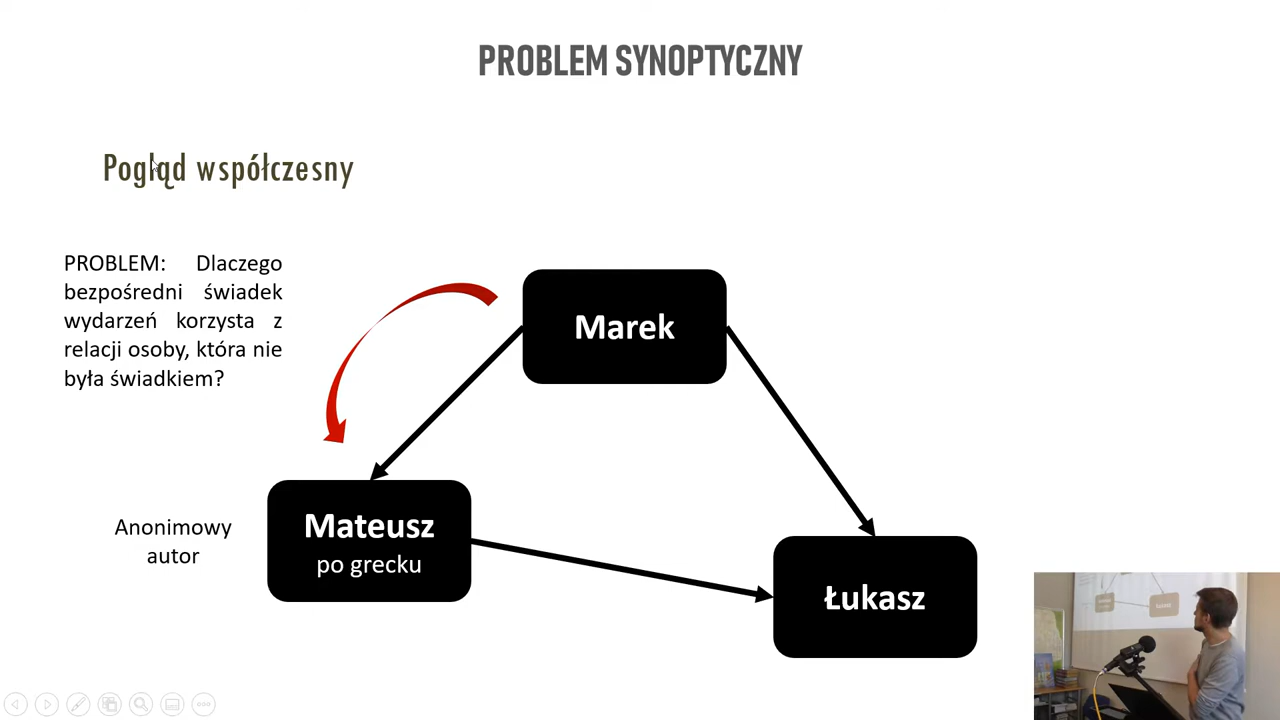 PROBLEM SYNOPTYCZNY
Pogląd współczesny
PROBLEM: Dlaczego
bezpośredni świadek
wydarzeń korzysta z
relacji osoby, która nie
była świadkiem?
Marek
Anonimowy
autor
Mateusz
po grecku
Łukasz